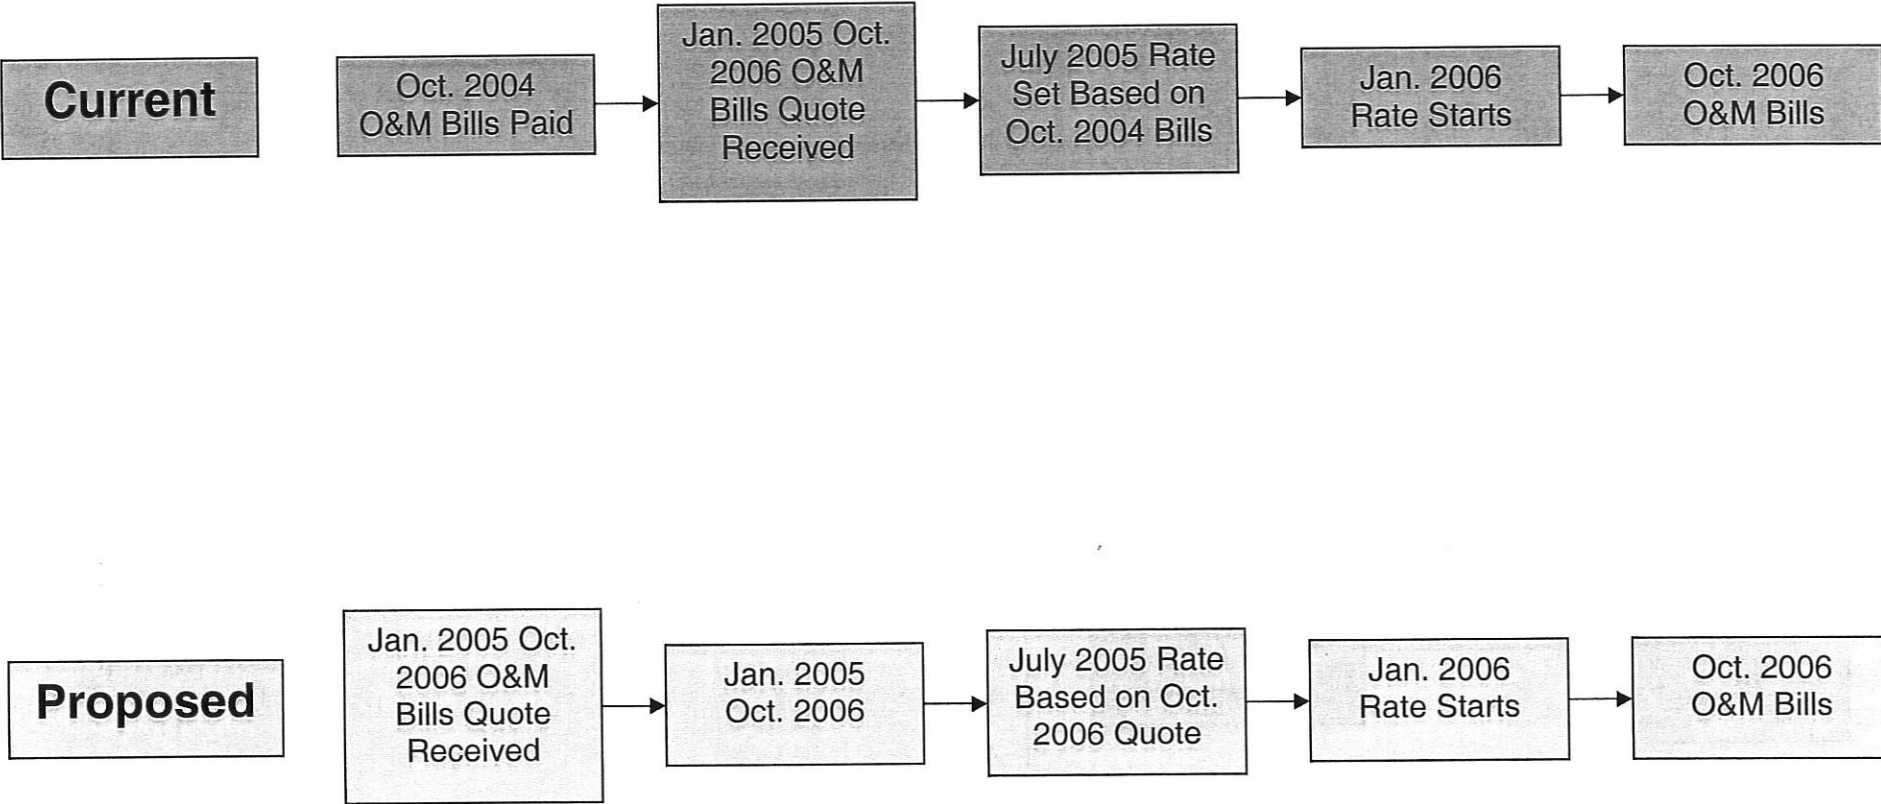 Current
Oct. 2004
O&M Bills Paid
Jan. 2005 Oct.
2006 O&M
Bills Quote
Received
July 2005 Rate
Set Based on
Oct. 2004 Bills
Jan. 2006
Rate Starts
Oct. 2006
O&M Bills
Proposed
Jan. 2005 Oct.
2006 O&M
Bills Quote
Received
Jan. 2005
Oct. 2006
July 2005 Rate
Based on Oct.
2006 Quote
Jan. 2006
Rate Starts
Oct. 2006
O&M Bills